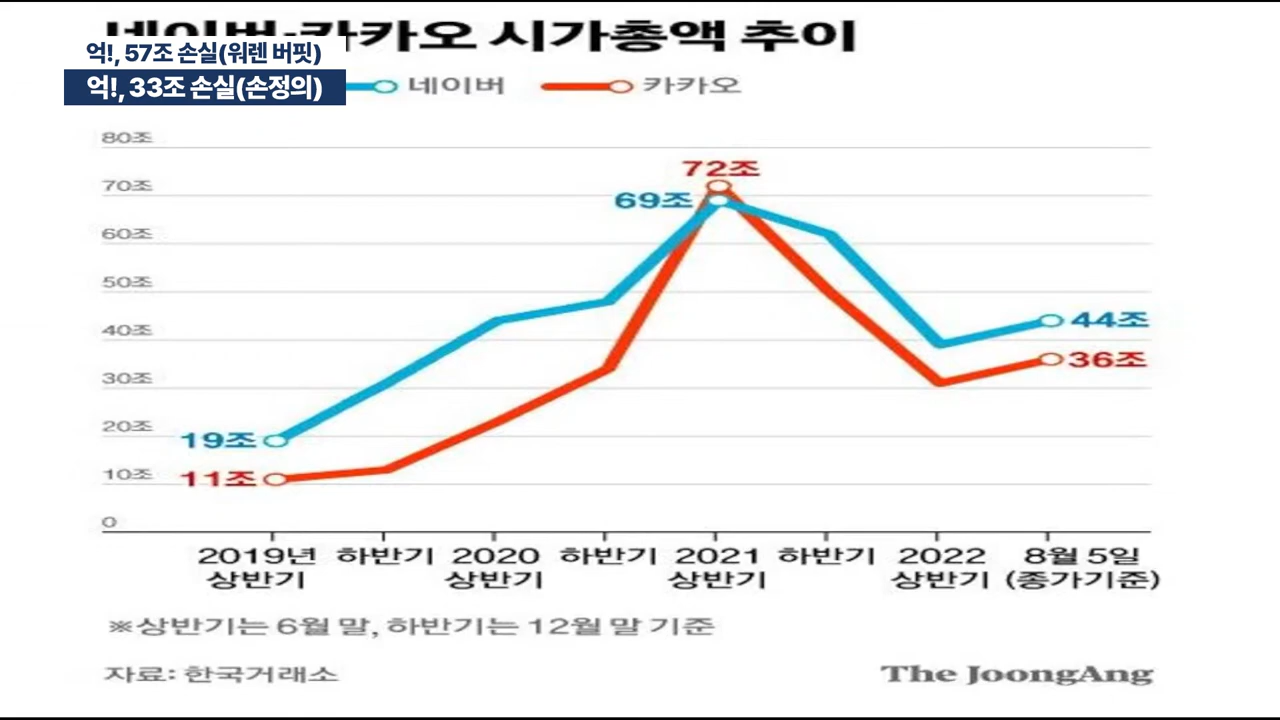 네이버·카카오 시가총액 추이
억!, 57조 손실(워렌 버핏)
억!, 33조 손실(손정의)
네이버 카카오
80조
70조
60조
50조
40조
30조
20조
10조
0
72조
69조
44조
36조
19조
11조
2019년 상반기
하반기
2020 상반기
하반기
2021 상반기
하반기
2022 상반기
8월 5일 (종가기준)
※상반기는 6월 말, 하반기는 12월 말 기준
자료: 한국거래소
The JoongAng